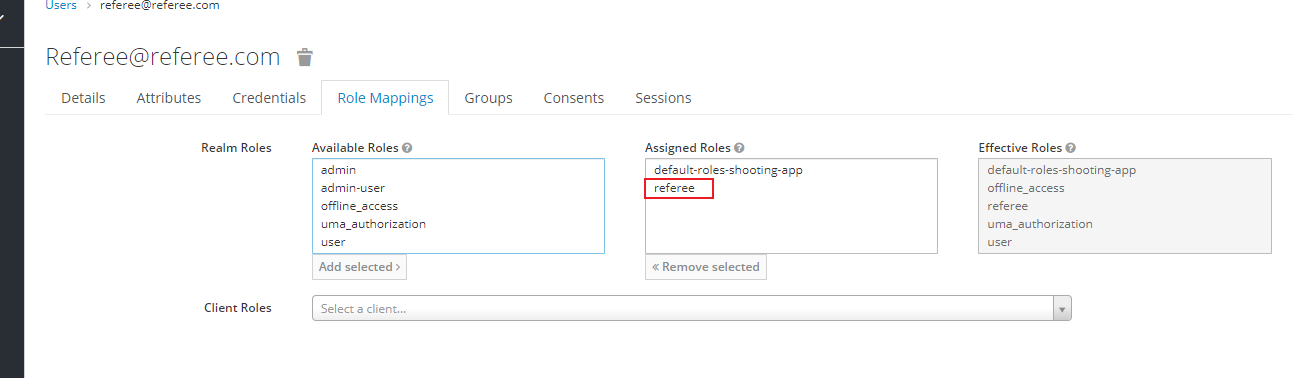 Users > referee@referee.com
Referee@referee.com
Details Attributes Credentials Role Mappings Groups Consents Sessions
Realm Roles Available Roles ? Assigned Roles ? Effective Roles ?
admin default-roles-shooting-app default-roles-shooting-app
admin-user referee offline_access
offline_access referee
uma_authorization uma_authorization
user user
Add selected > « Remove selected
Client Roles Select a client...